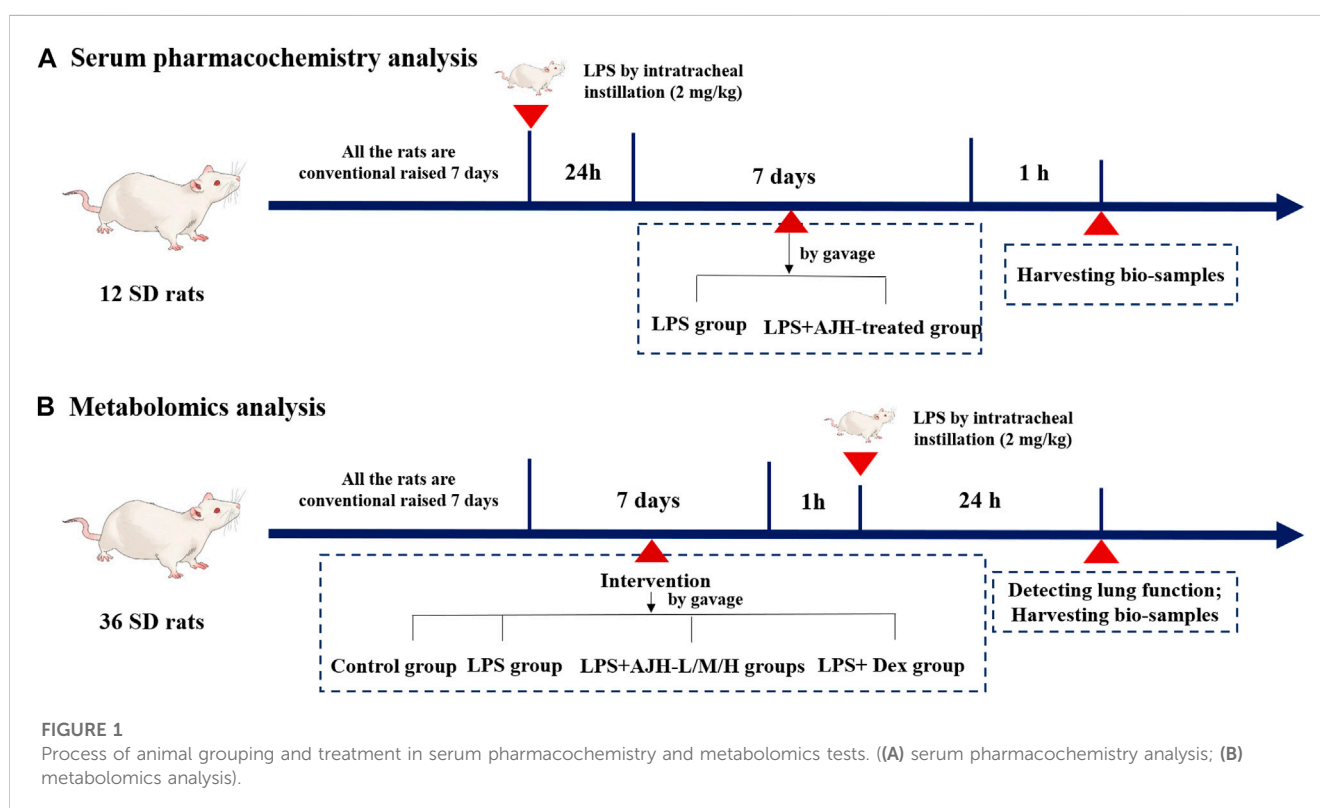 A Serum pharmacochemistry analysis
LPS by intratracheal
instillation (2 mg/kg)
All the rats are
conventional raised 7 days
24h
7 days
1 h
12 SD rats
by gavage
LPS group
LPS+AJH-treated group
Harvesting bio-samples
B Metabolomics analysis
LPS by intratracheal
instillation (2 mg/kg)
All the rats are
conventional raised 7 days
7 days
1h
24 h
36 SD rats
Intervention
by gavage
Control group
LPS group
LPS+AJH-L/M/H groups
LPS+ Dex group
Detecting lung function;
Harvesting bio-samples
FIGURE 1
Process of animal grouping and treatment in serum pharmacochemistry and metabolomics tests. ((A) serum pharmacochemistry analysis; (B)
metabolomics analysis).